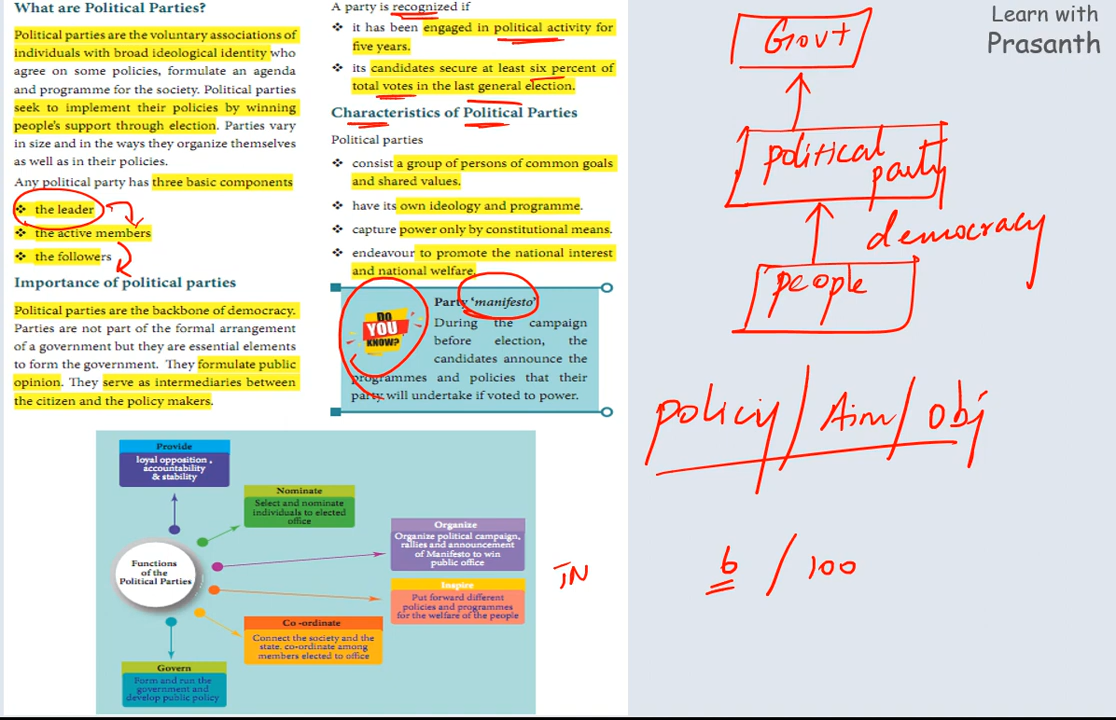 What are Political Parties?
Political parties are the voluntary associations of
individuals with broad ideological identity who
agree on some policies, formulate an agenda
and programme for the society. Political parties
seek to implement their policies by winning
people's support through election. Parties vary
in size and in the ways they organize themselves
as well as in their policies.
Any political party has three basic components
❖ the leader
❖ the active members
❖ the followers
Importance of political parties
Political parties are the backbone of democracy.
Parties are not part of the formal arrangement
of a government but they are essential elements
to form the government. They formulate public
opinion. They serve as intermediaries between
the citizen and the policy makers.
A party is recognized if
❖ it has been engaged in political activity for
five years.
❖ its candidates secure at least six percent of
total votes in the last general election.
Characteristics of Political Parties
Political parties
❖ consist a group of persons of common goals
and shared values.
❖ have its own ideology and programme.
❖ capture power only by constitutional means.
❖ endeavour to promote the national interest
and national welfare.
DO
YOU
KNOW?
Party 'manifesto'
During the campaign
before election, the
candidates announce the
programmes and policies that their
party will undertake if voted to power.
Provide
loyal opposition ,
accountability
& stability
Nominate
Select and nominate
individuals to elected
office
Organize
Organize political campaign,
rallies and announcement
of Manifesto to win
public office
Functions
of the
Political Parties
Inspire
Put forward different
policies and programmes
for the welfare of the people
Co -ordinate
Connect the society and the
state, co-ordinate among
members elected to office
Govern
Form and run the
government and
develop public policy
Learn with
Prasanth
Govt
political
party
democracy
people
policiy / Aim / obj
6 / 100